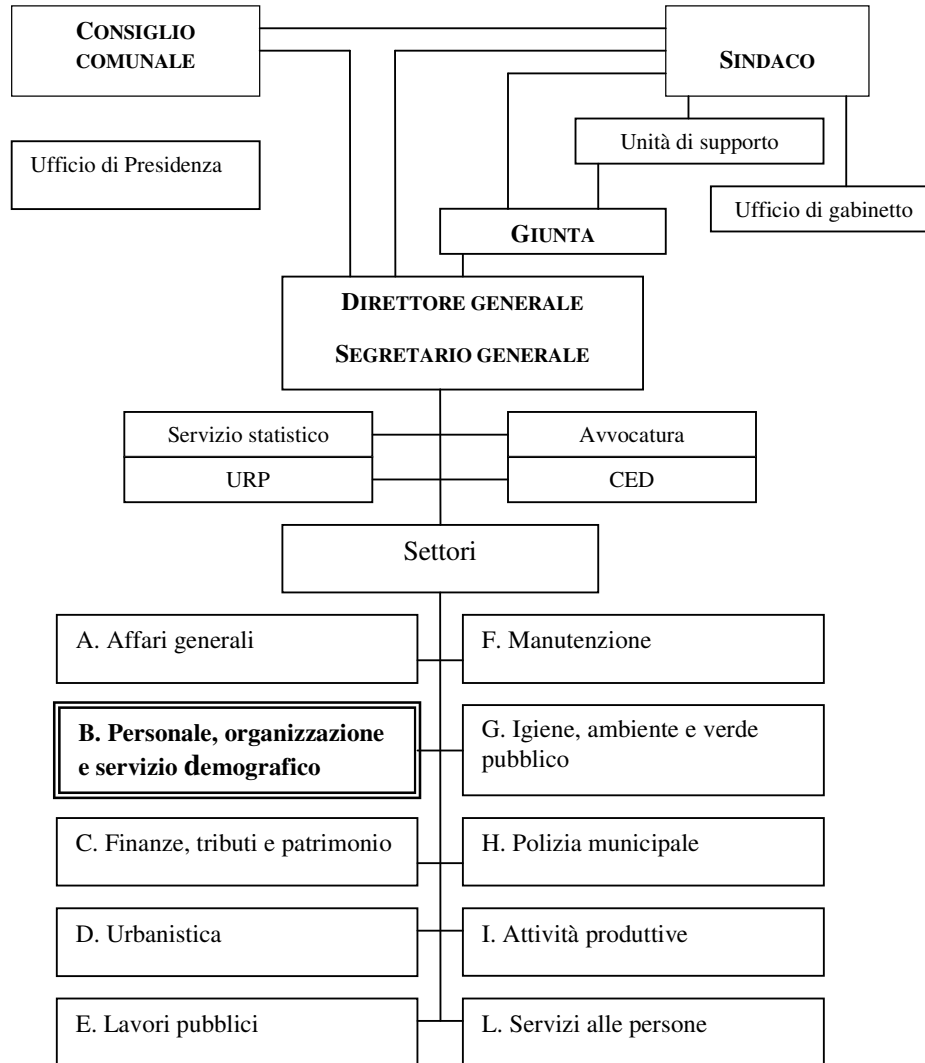 CONSIGLIO
COMUNALE
SINDACO
Ufficio di Presidenza
Unità di supporto
Ufficio di gabinetto
GIUNTA
DIRETTORE GENERALE
SEGRETARIO GENERALE
Servizio statistico
Avvocatura
URP
CED
Settori
A. Affari generali
F. Manutenzione
B. Personale, organizzazione
e servizio demografico
G. Igiene, ambiente e verde
pubblico
C. Finanze, tributi e patrimonio
H. Polizia municipale
D. Urbanistica
I. Attività produttive
E. Lavori pubblici
L. Servizi alle persone